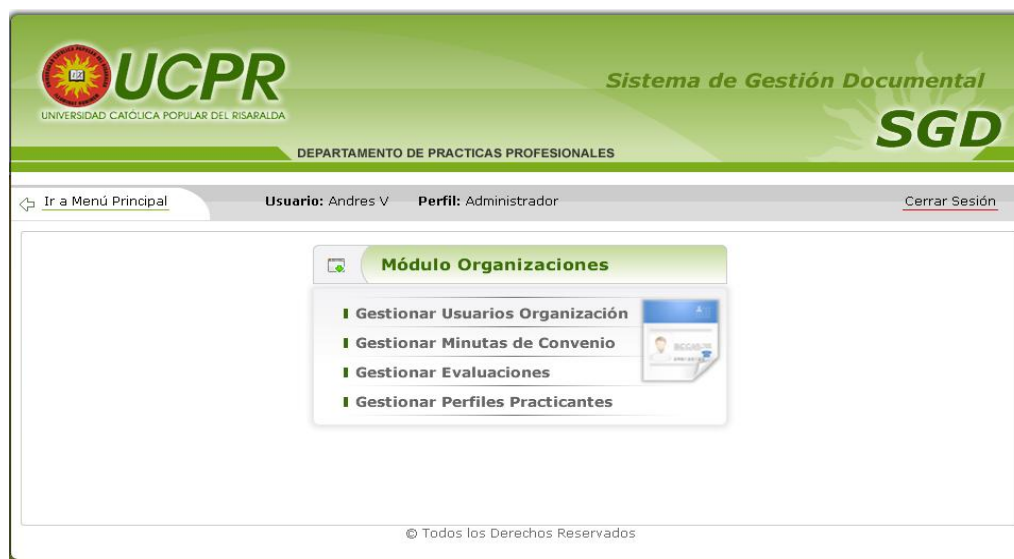 UCPR
UNIVERSIDAD CATÓLICA POPULAR DEL RISARALDA
Sistema de Gestión Documental
SGD
DEPARTAMENTO DE PRACTICAS PROFESIONALES
Ir a Menú Principal
Usuario: Andres V Perfil: Administrador
Cerrar Sesión
Módulo Organizaciones
Gestionar Usuarios Organización
Gestionar Minutas de Convenio
Gestionar Evaluaciones
Gestionar Perfiles Practicantes
© Todos los Derechos Reservados